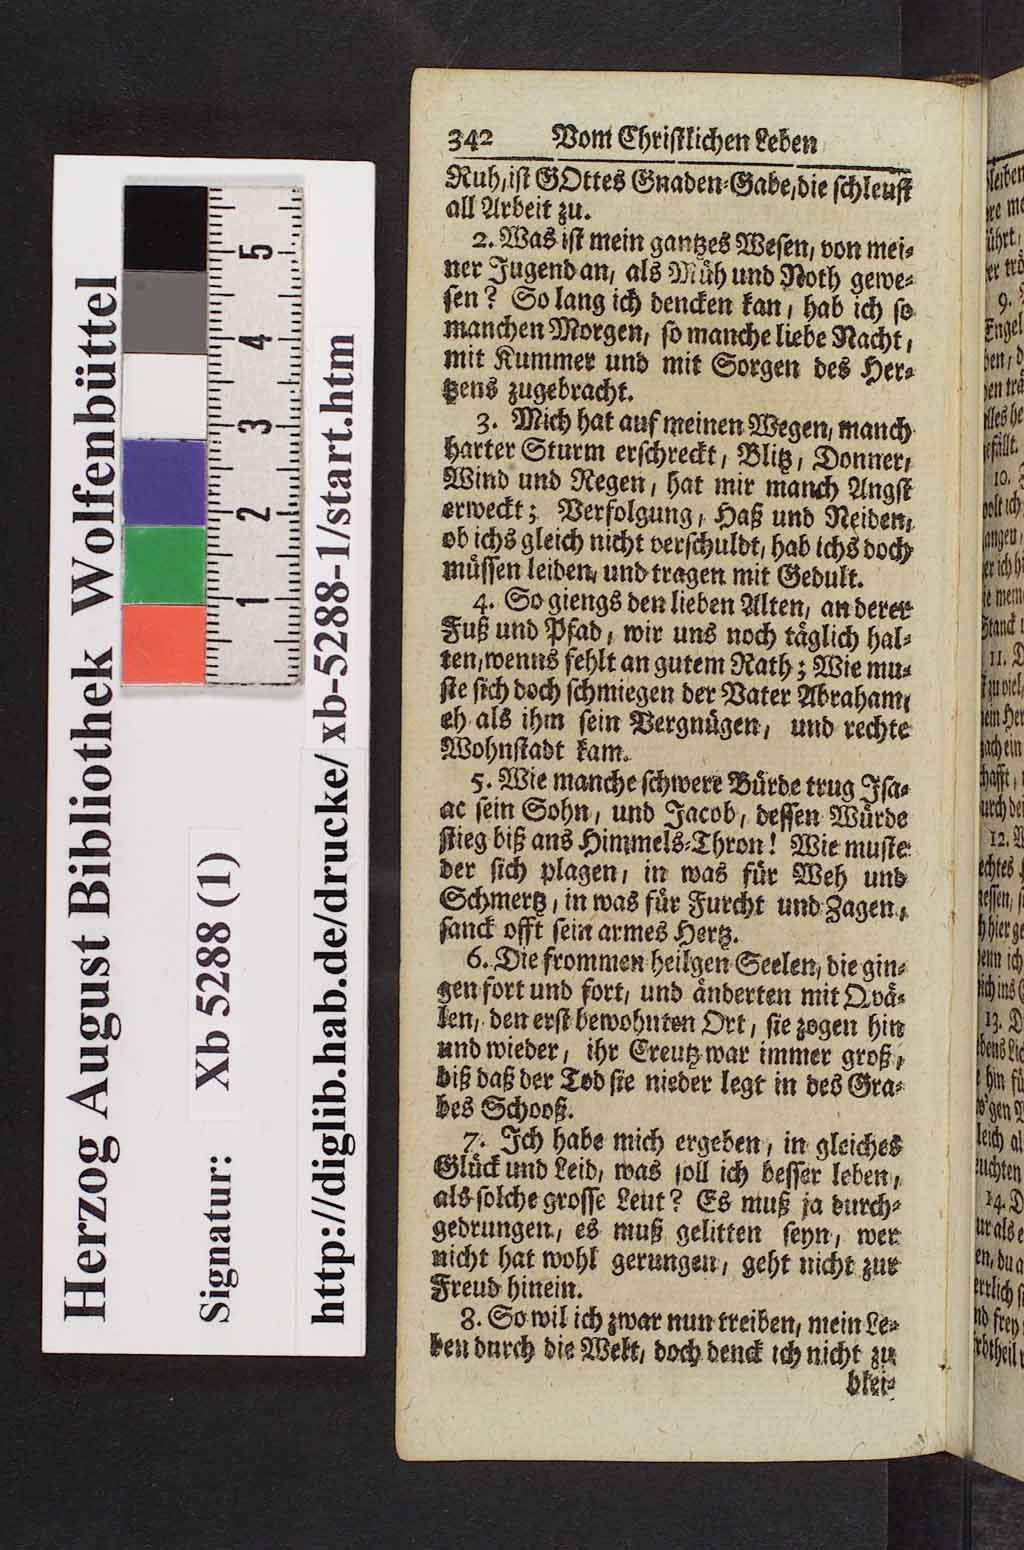 342 Vom Christlichen Leben
Ruh, ist GOttes Gnaden-Gabe, die schleust
all Arbeit zu.
2. Was ist mein gantzes Wesen, von mei-
ner Jugend an, als Müh und Noth gewe-
sen? So lang ich dencken kan, hab ich so
manchen Morgen, so manche liebe Nacht,
mit Kummer und mit Sorgen des Her-
tzens zugebracht.
3. Mich hat auf meinen Wegen, manch
harter Sturm erschreckt, Blitz, Donner,
Wind und Regen, hat mir manch Angst
erweckt; Verfolgung, Haß und Neiden,
ob ichs gleich nicht verschuldt, hab ichs doch
müssen leiden, und tragen mit Gedult.
4. So giengs den lieben Alten, an derer
Fuß und Pfad, wir uns noch täglich hal-
ten, wenns fehlt an gutem Rath; Wie mu-
ste sich doch schmiegen der Vater Abraham,
eh als ihm sein Vergnügen, und rechte
Wohnstadt kam.
5. Wie manche schwere Bürde trug Isa-
ac sein Sohn, und Jacob, dessen Würde
stieg biß ans Himmels-Thron! Wie muste
der sich plagen, in was für Weh und
Schmertz, in was für Furcht und Zagen,
sanck offt sein armes Hertz.
6. Die frommen heilgen Seelen, die gin-
gen fort und fort, und änderten mit Qvä-
len, den erst bewohnten Ort, sie zogen hin
und wieder, ihr Creutz war immer groß,
biß daß der Tod sie nieder legt in des Gra-
bes Schooß.
7. Ich habe mich ergeben, in gleiches
Glück und Leid, was soll ich besser leben,
als solche grosse Leut? Es muß ja durch-
gedrungen, es muß gelitten seyn, wer
nicht hat wohl gerungen, geht nicht zur
Freud hinein.
8. So wil ich zwar nun treiben, mein Le-
ben durch die Welt, doch denck ich nicht zu
blei-
Herzog August Bibliothek Wolfenbüttel
Signatur: Xb 5288 (1)
http://diglib.hab.de/drucke/xb-5288-1/start.htm
5
4
3
2
1